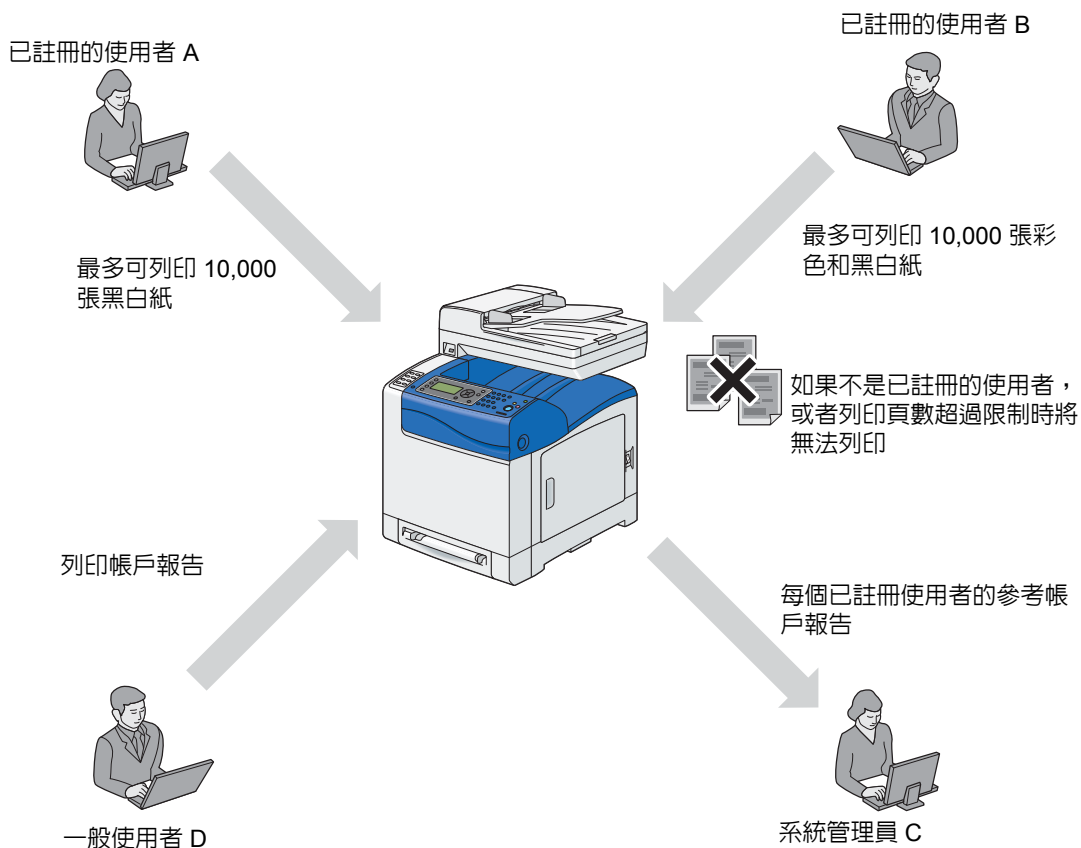 已註冊的使用者 A
已註冊的使用者 B
最多可列印 10,000
張黑白紙
最多可列印 10,000 張彩
色和黑白紙
如果不是已註冊的使用者，
或者列印頁數超過限制時將
無法列印
列印帳戶報告
每個已註冊使用者的參考帳
戶報告
一般使用者 D
系統管理員 C